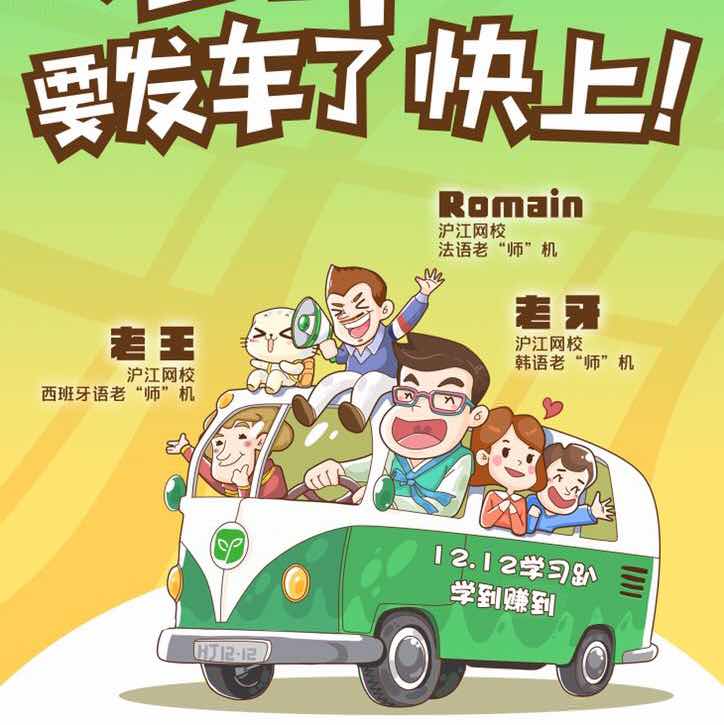 要发车了 快上!
Romain
沪江网校
法语老“师”机
老牙
沪江网校
韩语老“师”机
老王
沪江网校
西班牙语老“师”机
12.12学习趴
学到赚到
HJ12-12